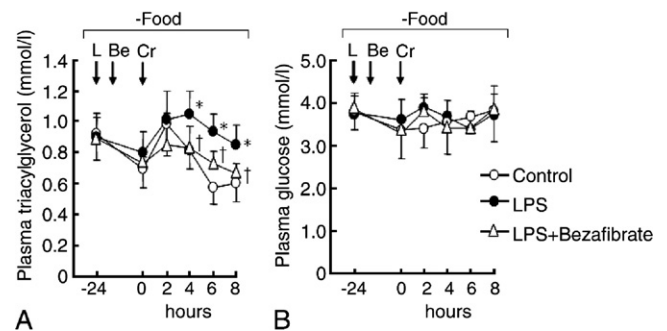 -Food
L Be Cr
Plasma triacylglycerol (mmol/l)
1.4
1.2
1.0
0.8
0.6
0.4
0.2
0
* * *
† † †
-24 0 2 4 6 8
hours
A
-Food
L Be Cr
Plasma glucose (mmol/l)
5.0
4.0
3.0
2.0
1.0
0.0
-24 0 2 4 6 8
hours
B
Control
LPS
LPS+Bezafibrate